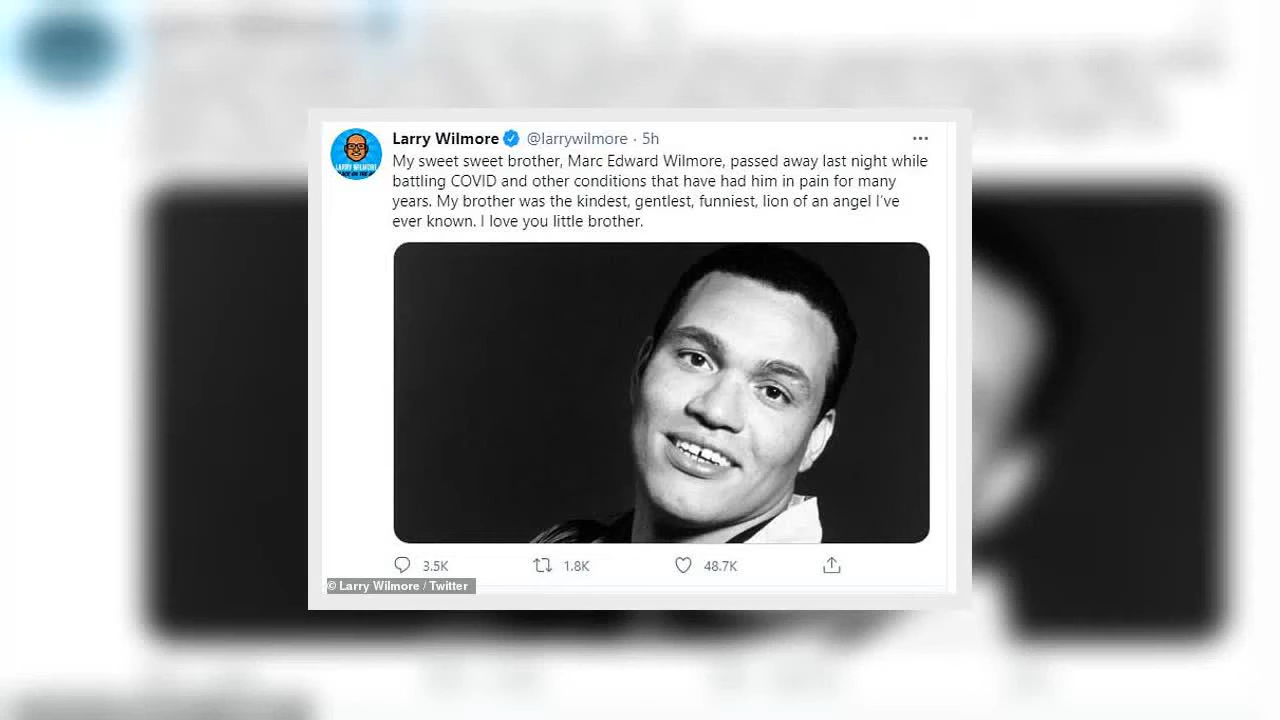 Larry Wilmore @larrywilmore · 5h
My sweet sweet brother, Marc Edward Wilmore, passed away last night while
battling COVID and other conditions that have had him in pain for many
years. My brother was the kindest, gentlest, funniest, lion of an angel I've
ever known. I love you little brother.
LARRY WILMORE
3.5K 1.8K 48.7K
© Larry Wilmore / Twitter